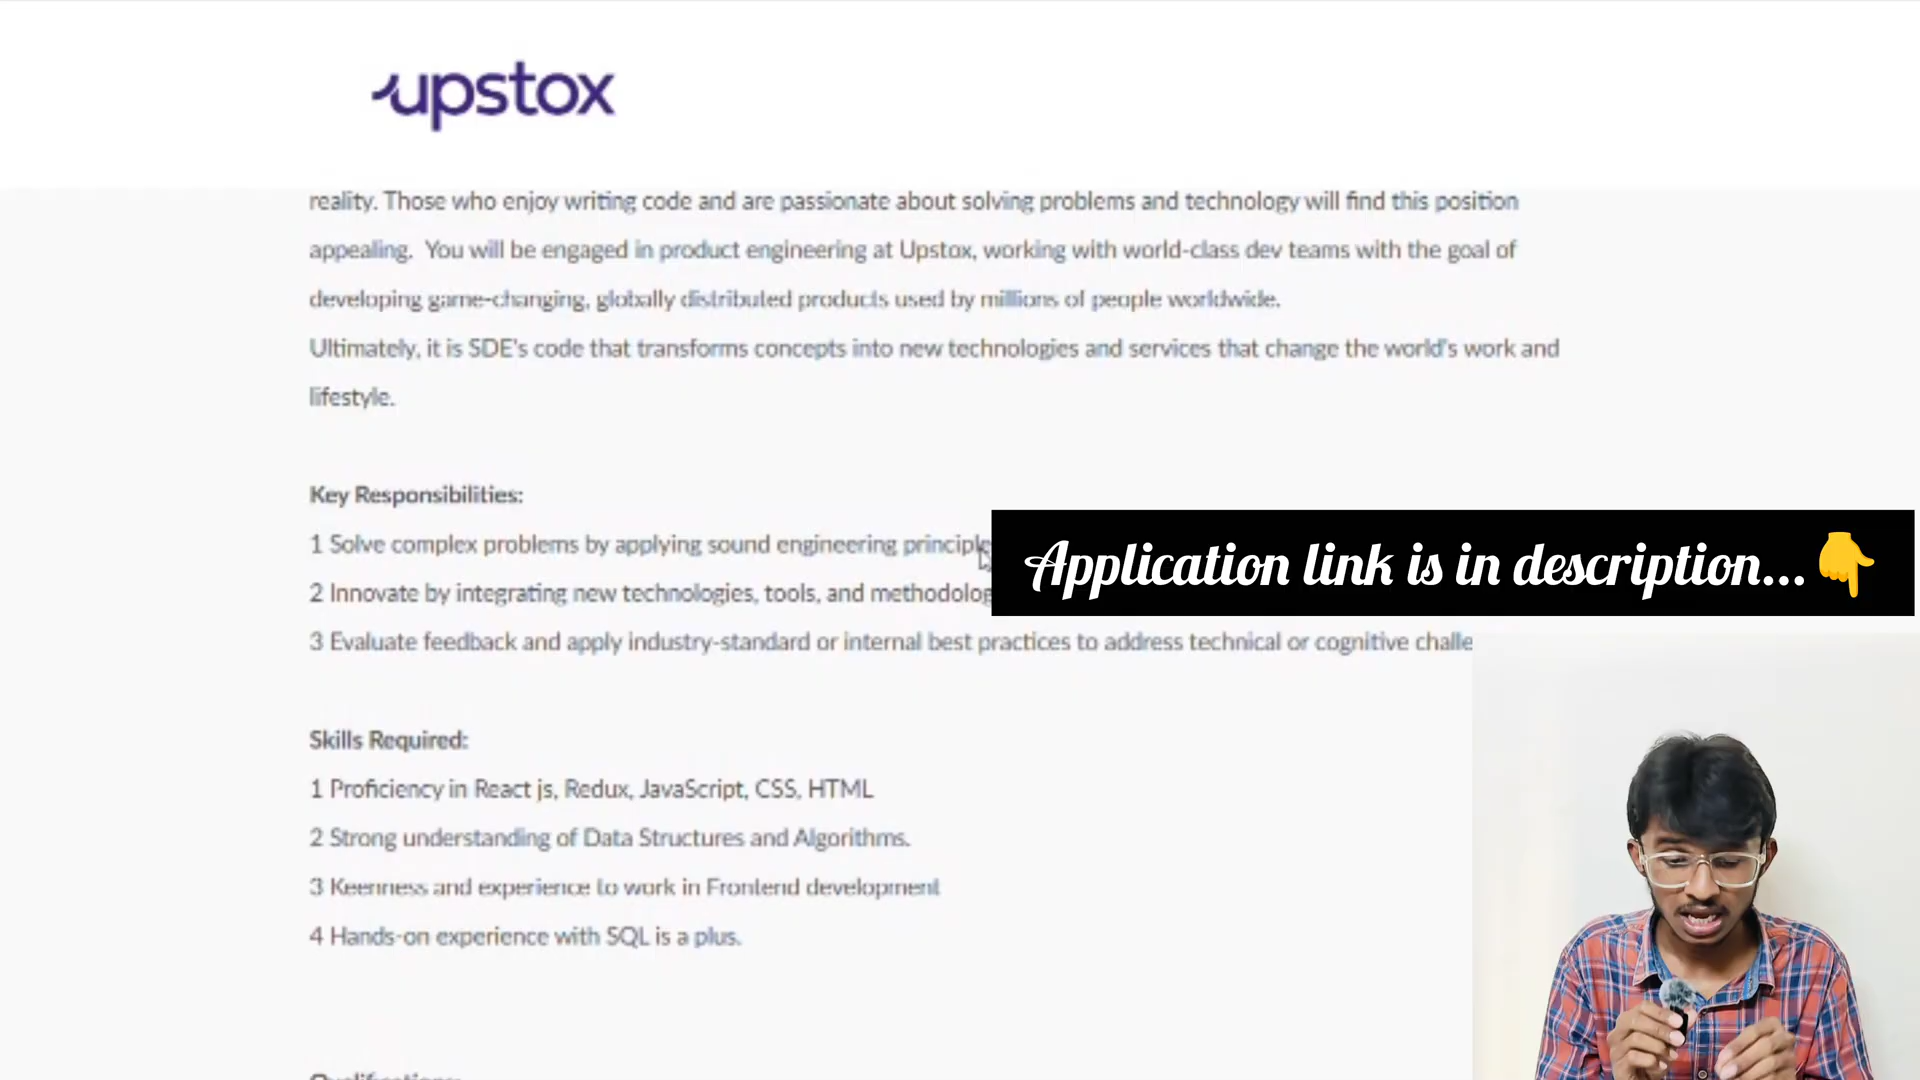 upstox
reality. Those who enjoy writing code and are passionate about solving problems and technology will find this position
appealing. You will be engaged in product engineering at Upstox, working with world-class dev teams with the goal of
developing game-changing, globally distributed products used by millions of people worldwide.
Ultimately, it is SDE's code that transforms concepts into new technologies and services that change the world's work and
lifestyle.
Key Responsibilities:
1 Solve complex problems by applying sound engineering principle
2 Innovate by integrating new technologies, tools, and methodolog
Application link is in description...👇
3 Evaluate feedback and apply industry-standard or internal best practices to address technical or cognitive challe
Skills Required:
1 Proficiency in React js, Redux, JavaScript, CSS, HTML
2 Strong understanding of Data Structures and Algorithms.
3 Keenness and experience to work in Frontend development
4 Hands-on experience with SQL is a plus.